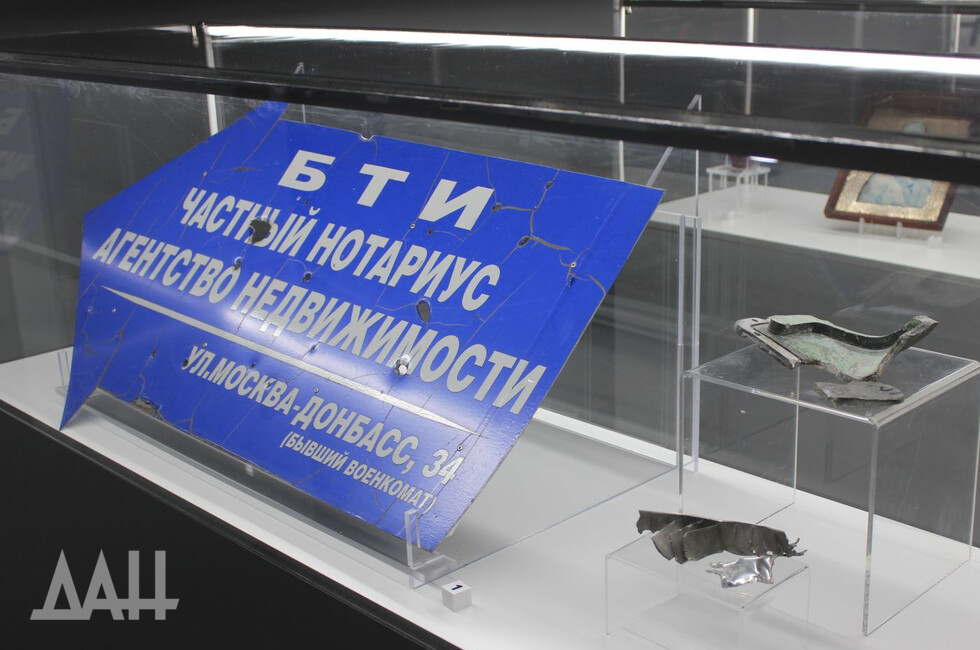 БТИ
ЧАСТНЫЙ НОТАРИУС
АГЕНТСТВО НЕДВИЖИМОСТИ
УЛ.МОСКВА-ДОНБАСС, 34
(БЫВШИЙ ВОЕНКОМАТ)
1
ДАН